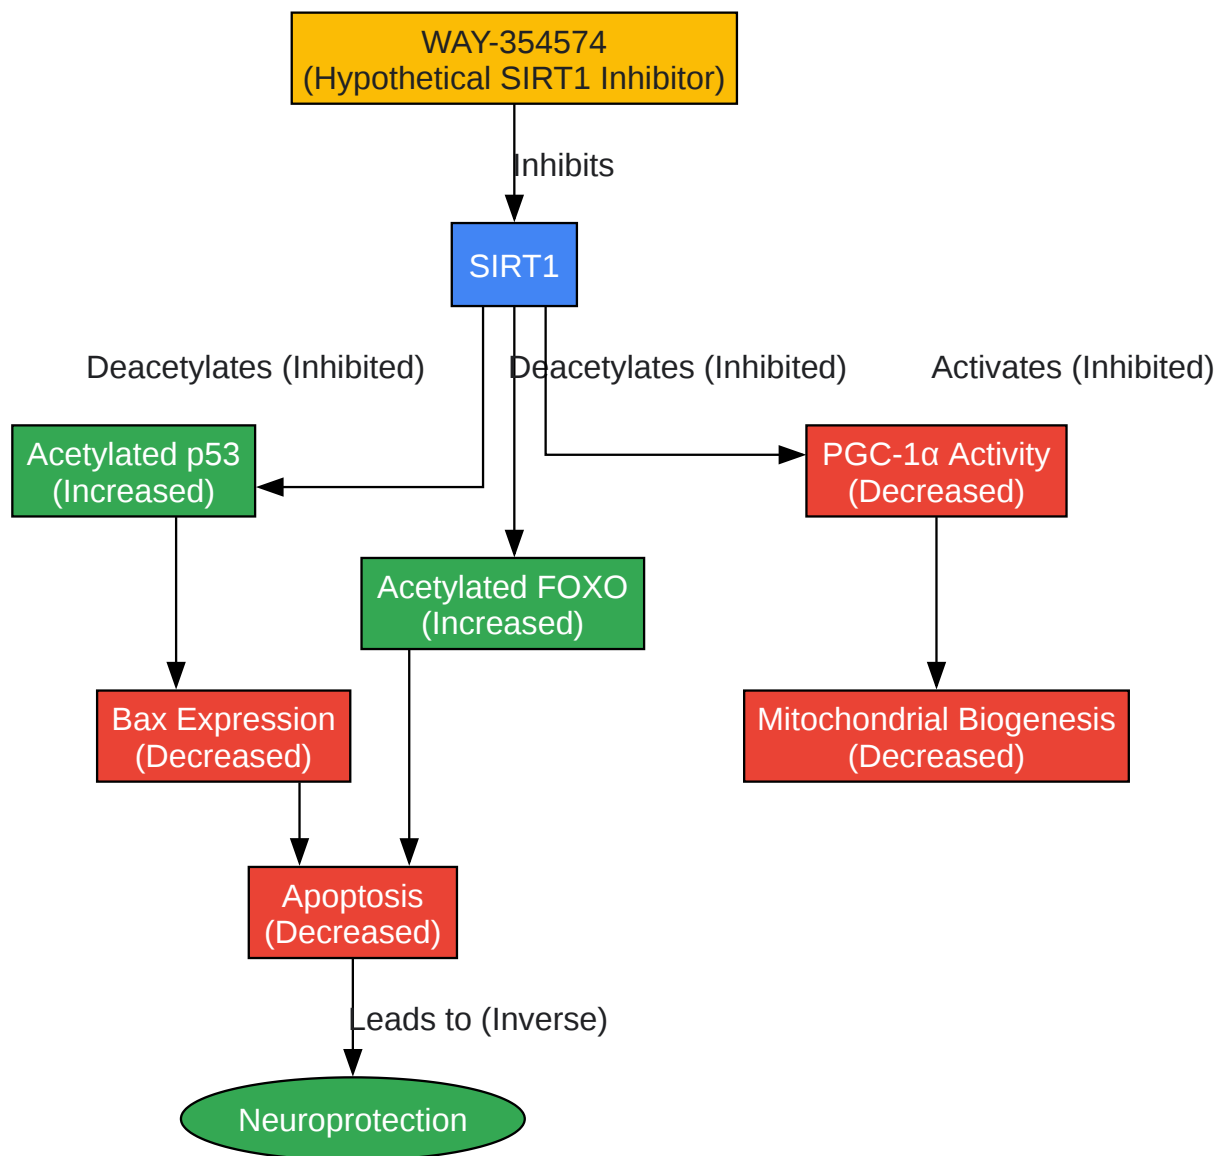 WAY-354574
(Hypothetical SIRT1 Inhibitor)
Inhibits
SIRT1
Deacetylates (Inhibited)
Deacetylates (Inhibited)
Activates (Inhibited)
Acetylated p53
(Increased)
PGC-1α Activity
(Decreased)
Acetylated FOXO
(Increased)
Bax Expression
(Decreased)
Mitochondrial Biogenesis
(Decreased)
Apoptosis
(Decreased)
Leads to (Inverse)
Neuroprotection